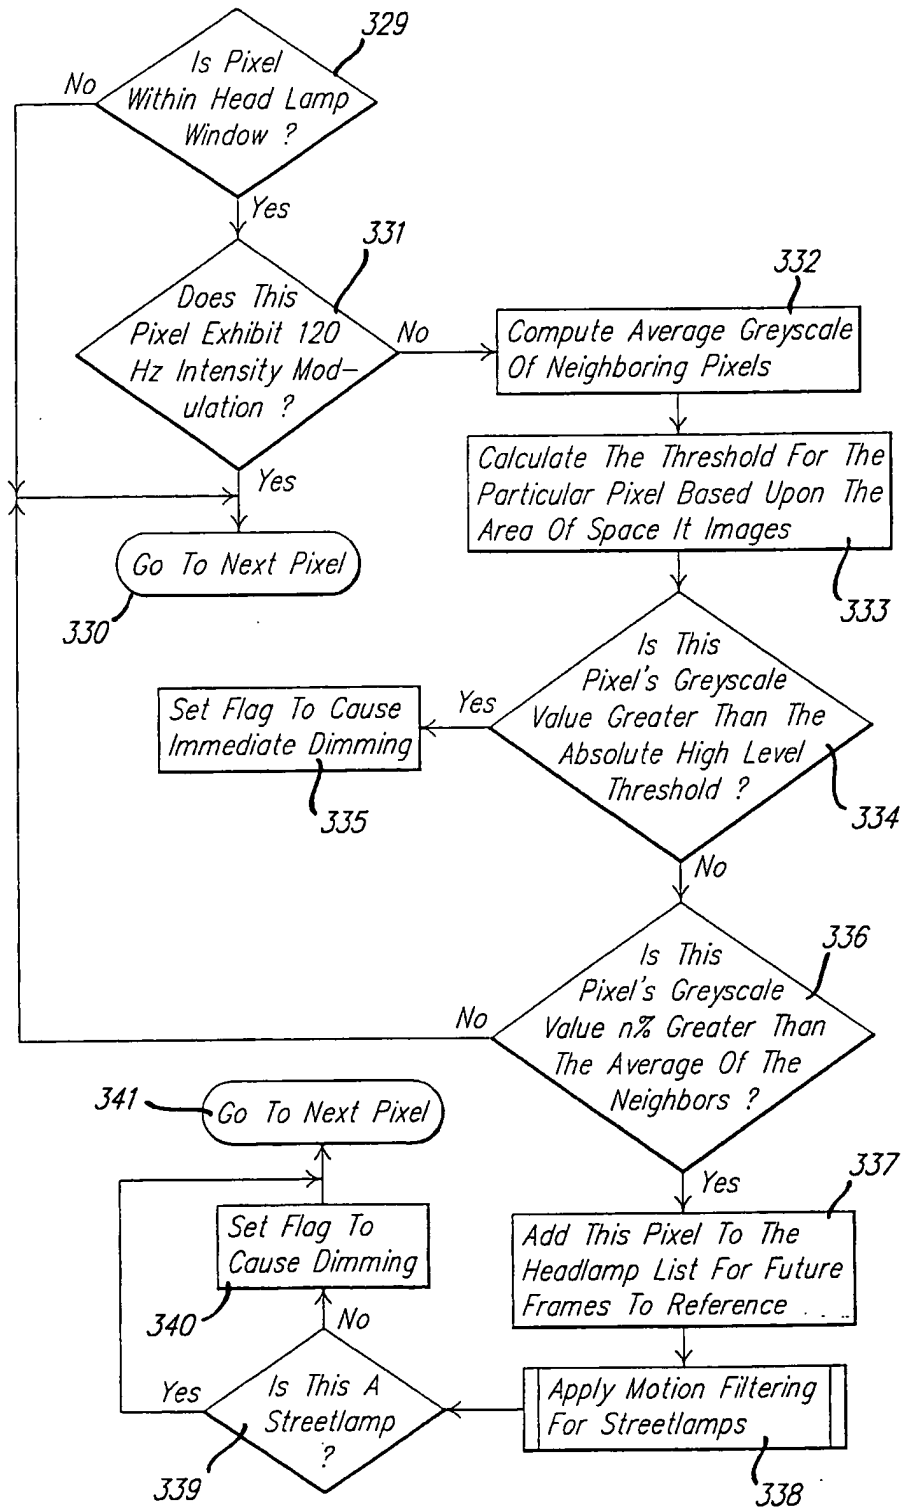 329
Is Pixel
Within Head Lamp
Window ?
No
Yes
331
Does This
Pixel Exhibit 120
Hz Intensity Mod-
ulation ?
No
Yes
332
Compute Average Greyscale
Of Neighboring Pixels
Calculate The Threshold For The
Particular Pixel Based Upon The
Area Of Space It Images
333
Go To Next Pixel
330
Is This
Pixel's Greyscale
Value Greater Than The
Absolute High Level
Threshold ?
334
Yes
Set Flag To Cause
Immediate Dimming
335
No
Is This
Pixel's Greyscale
Value n% Greater Than
The Average Of The
Neighbors ?
336
No
Yes
337
Add This Pixel To The
Headlamp List For Future
Frames To Reference
Apply Motion Filtering
For Streetlamps
338
Is This A
Streetlamp
?
339
Yes
No
Set Flag To
Cause Dimming
340
341
Go To Next Pixel